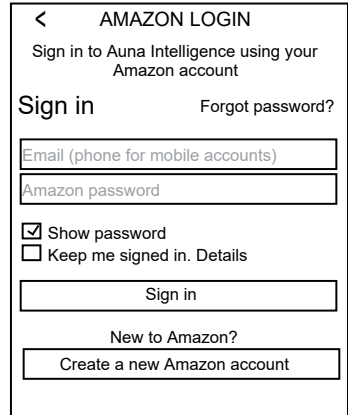 < AMAZON LOGIN
Sign in to Auna Intelligence using your
Amazon account
Sign in Forgot password?
Email (phone for mobile accounts)
Amazon password
Show password
Keep me signed in. Details
Sign in
New to Amazon?
Create a new Amazon account